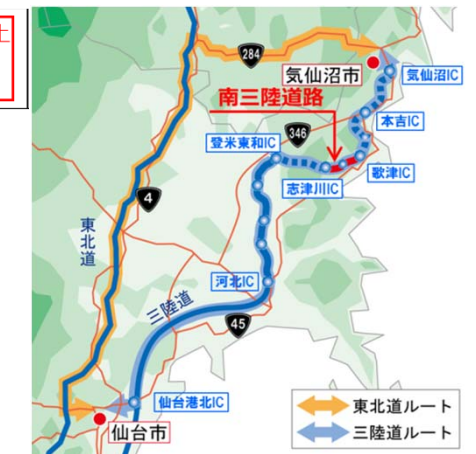 土
284
気仙沼市
気仙沼IC
南三陸道路
本吉IC
346
登米東和IC
歌津IC
志津川IC
4
東北道
河北IC
三陸道
45
仙台港北IC
仙台市
東北道ルート
三陸道ルート